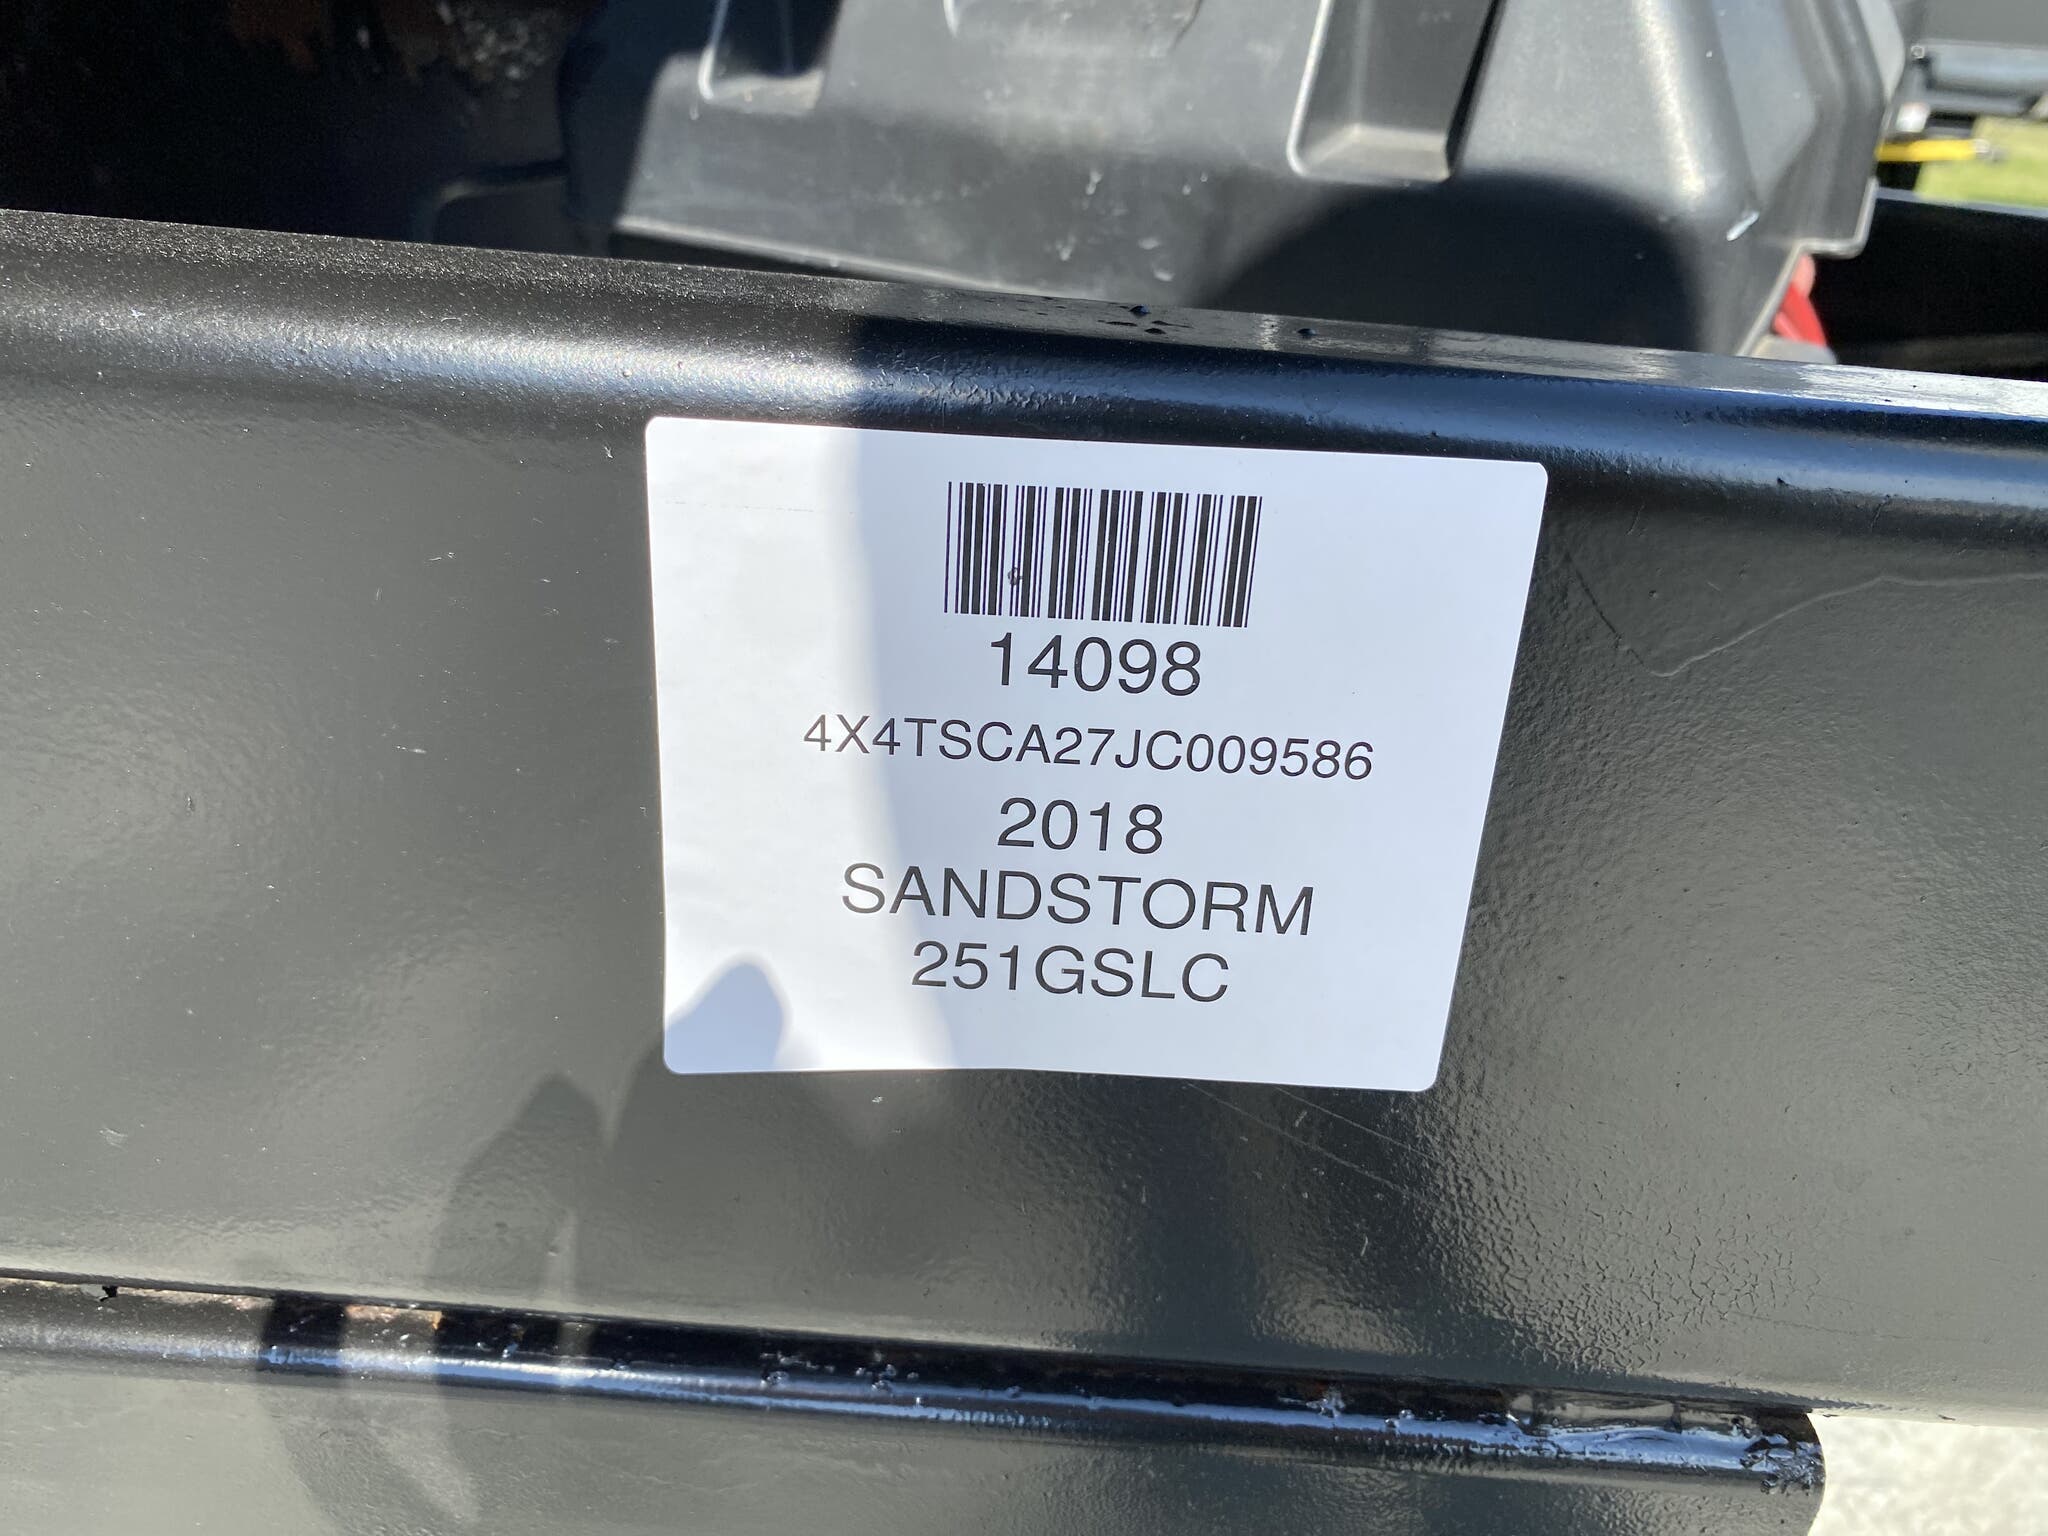 14098
4X4TSCA27JC009586
2018
SANDSTORM
251GSLC